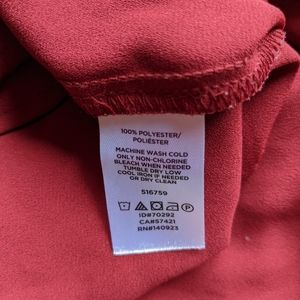 100% POLYESTER/
POLIÉSTER
MACHINE WASH COLD
ONLY NON-CHLORINE
BLEACH WHEN NEEDED
TUMBLE DRY LOW
COOL IRON IF NEEDED
OR DRY CLEAN
516759
ID#70292
CA#57421
RN#140923